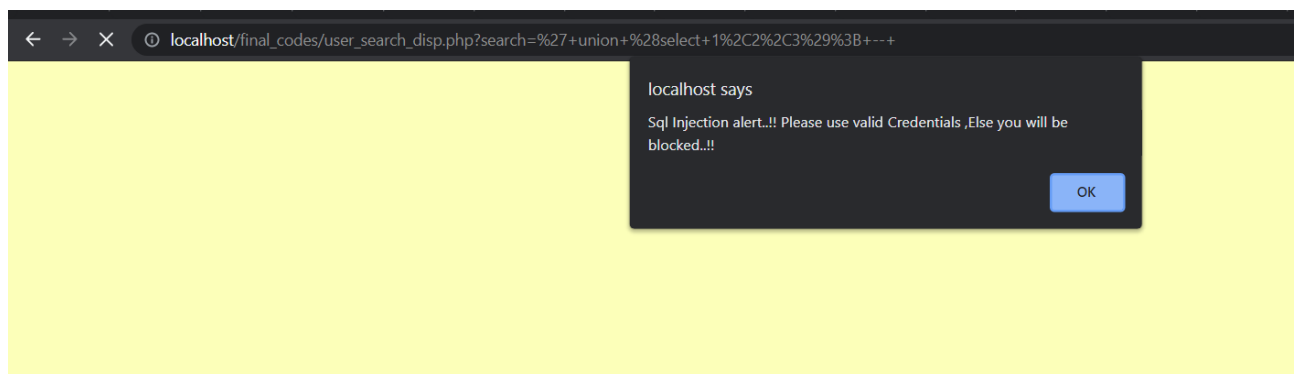 localhost/final_codes/user_search_disp.php?search=%27+union+%28select+1%2C2%2C3%29%3B+--+
localhost says
Sql Injection alert..!! Please use valid Credentials ,Else you will be
blocked..!!
OK